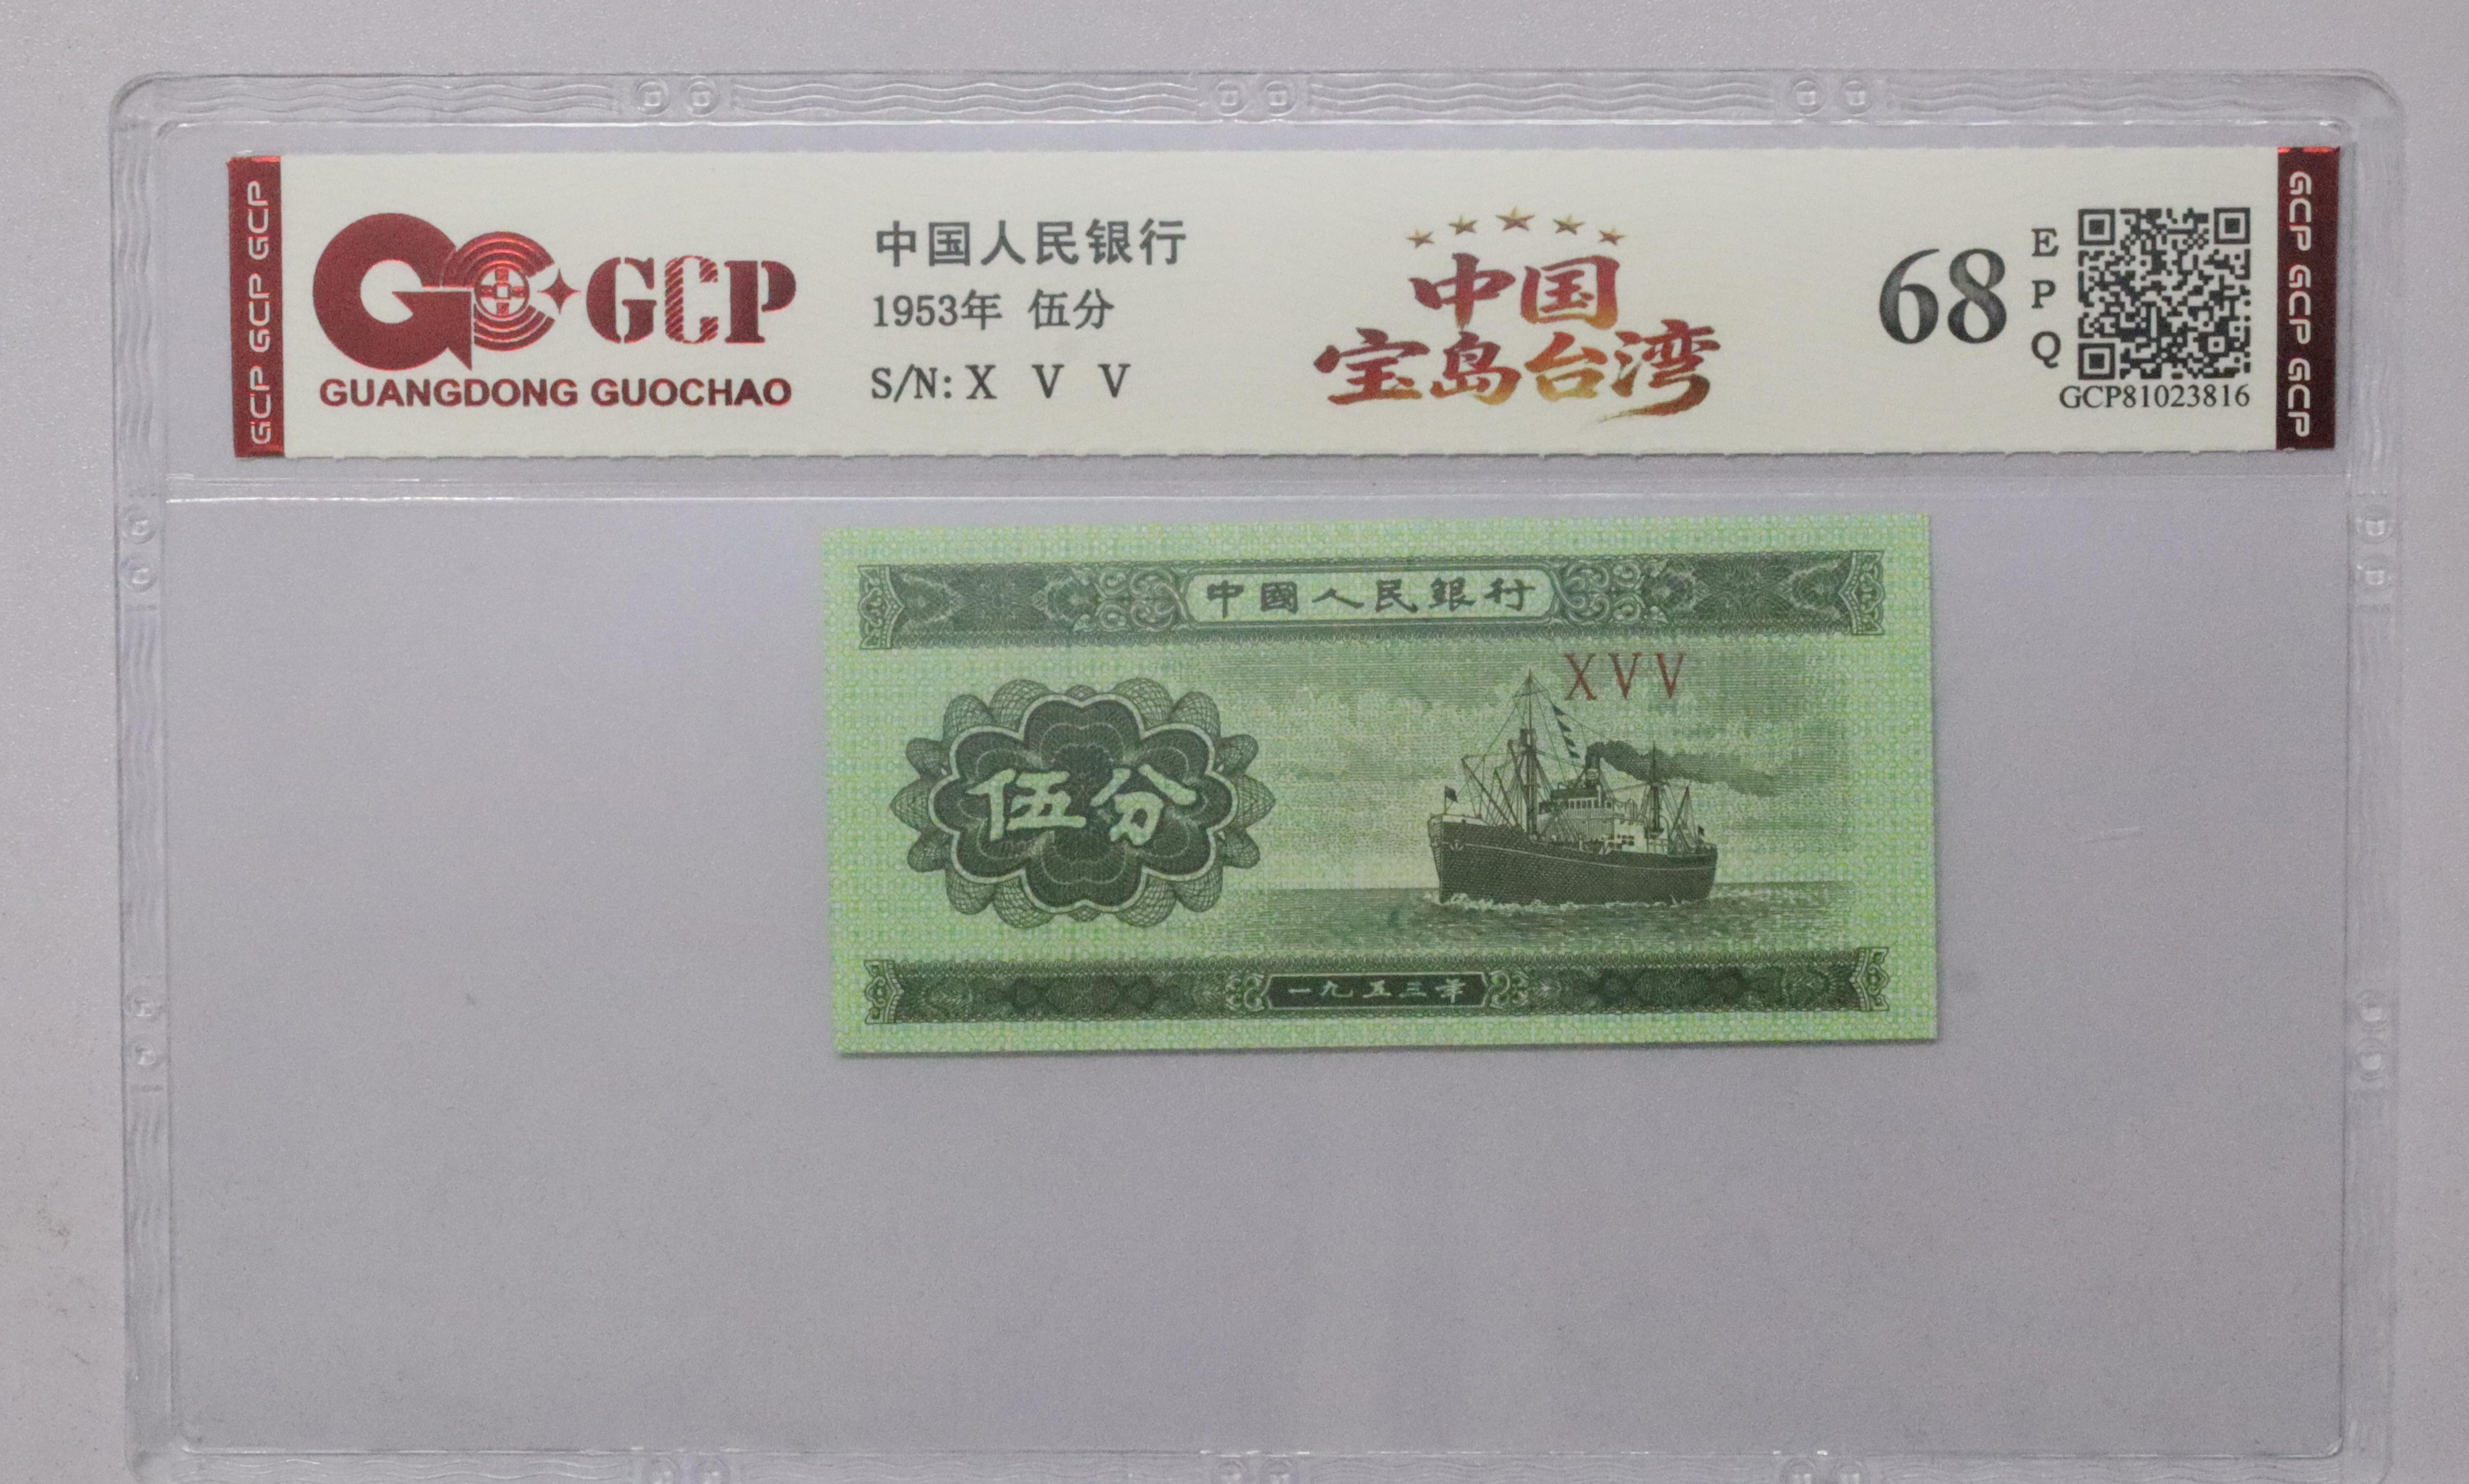 GCP GCP GCP
GCP
GUANGDONG GUOCHAO
中国人民银行
1953年 伍分
S/N: X V V
中国
宝岛台湾
68
E
P
Q
GCP81023816
GCP GCP GCP
中國人民銀行
XVV
伍分
一九五三年